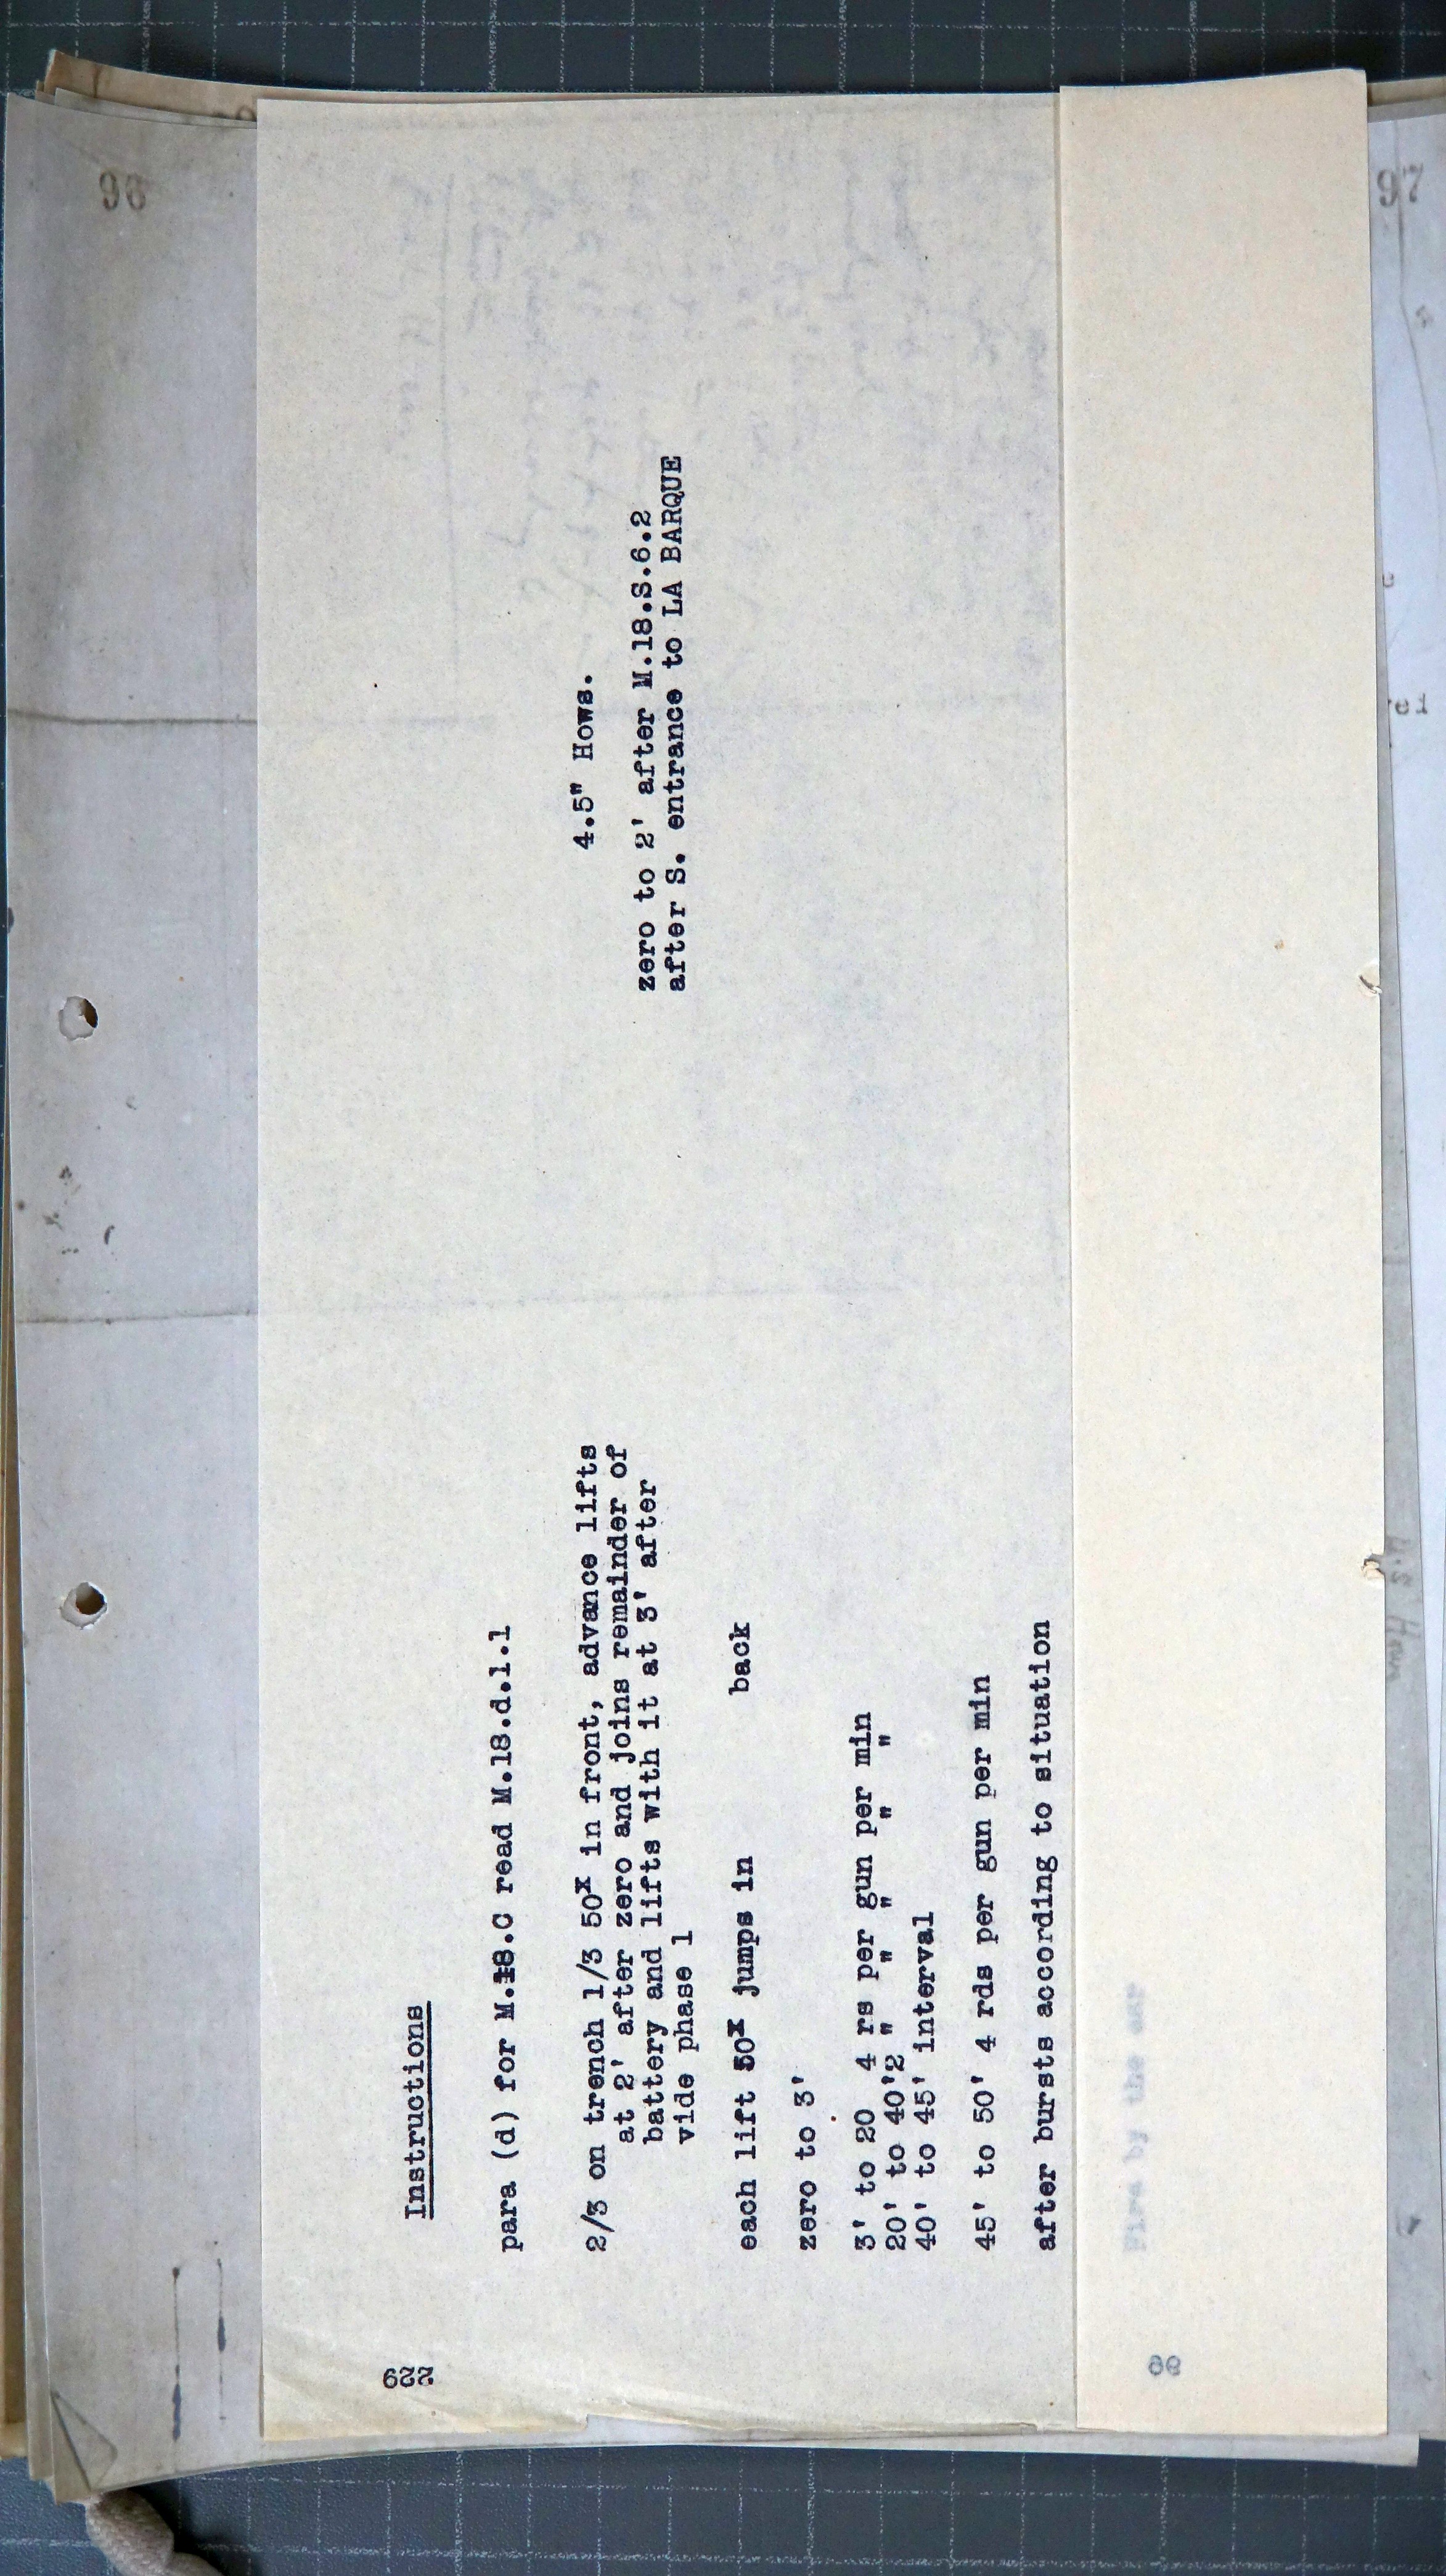 96
97
229
Instructions
para (d) for M.18.C read M.18.d.1.1
2/3 on trench 1/3 50x in front, advance lifts
at 2' after zero and joins remainder of
battery and lifts with it at 3' after
vide phase 1
each lift 50x jumps in back
zero to 3'
3' to 20 4 rs per gun per min
20' to 40'2 " " " " "
40' to 45' interval
45' to 50' 4 rds per gun per min
after bursts according to situation
4.5" Hows.
zero to 2' after M.18.S.6.2
after S. entrance to LA BARQUE
96